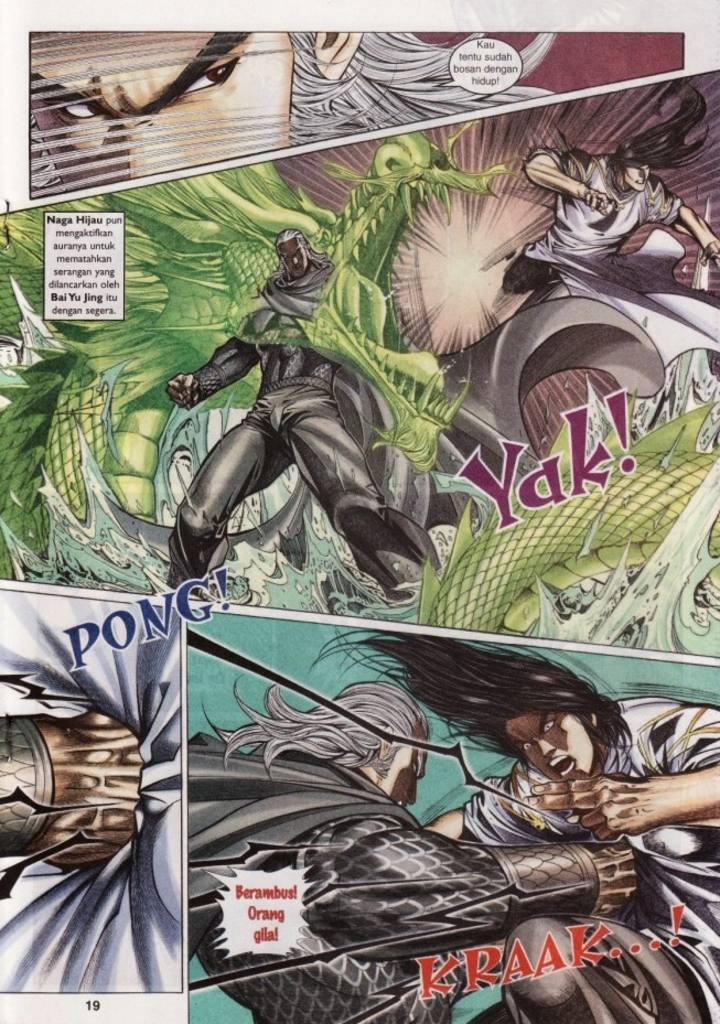 Kau
tentu sudah
bosan dengan
hidup!
Naga Hijau pun
mengaktifkan
auranya untuk
mematahkan
serangan yang
dilancarkan oleh
Bai Yu Jing itu
dengan segera.
Yak!
PONG!
Berambus!
Orang
gila!
KRAAK...!
19